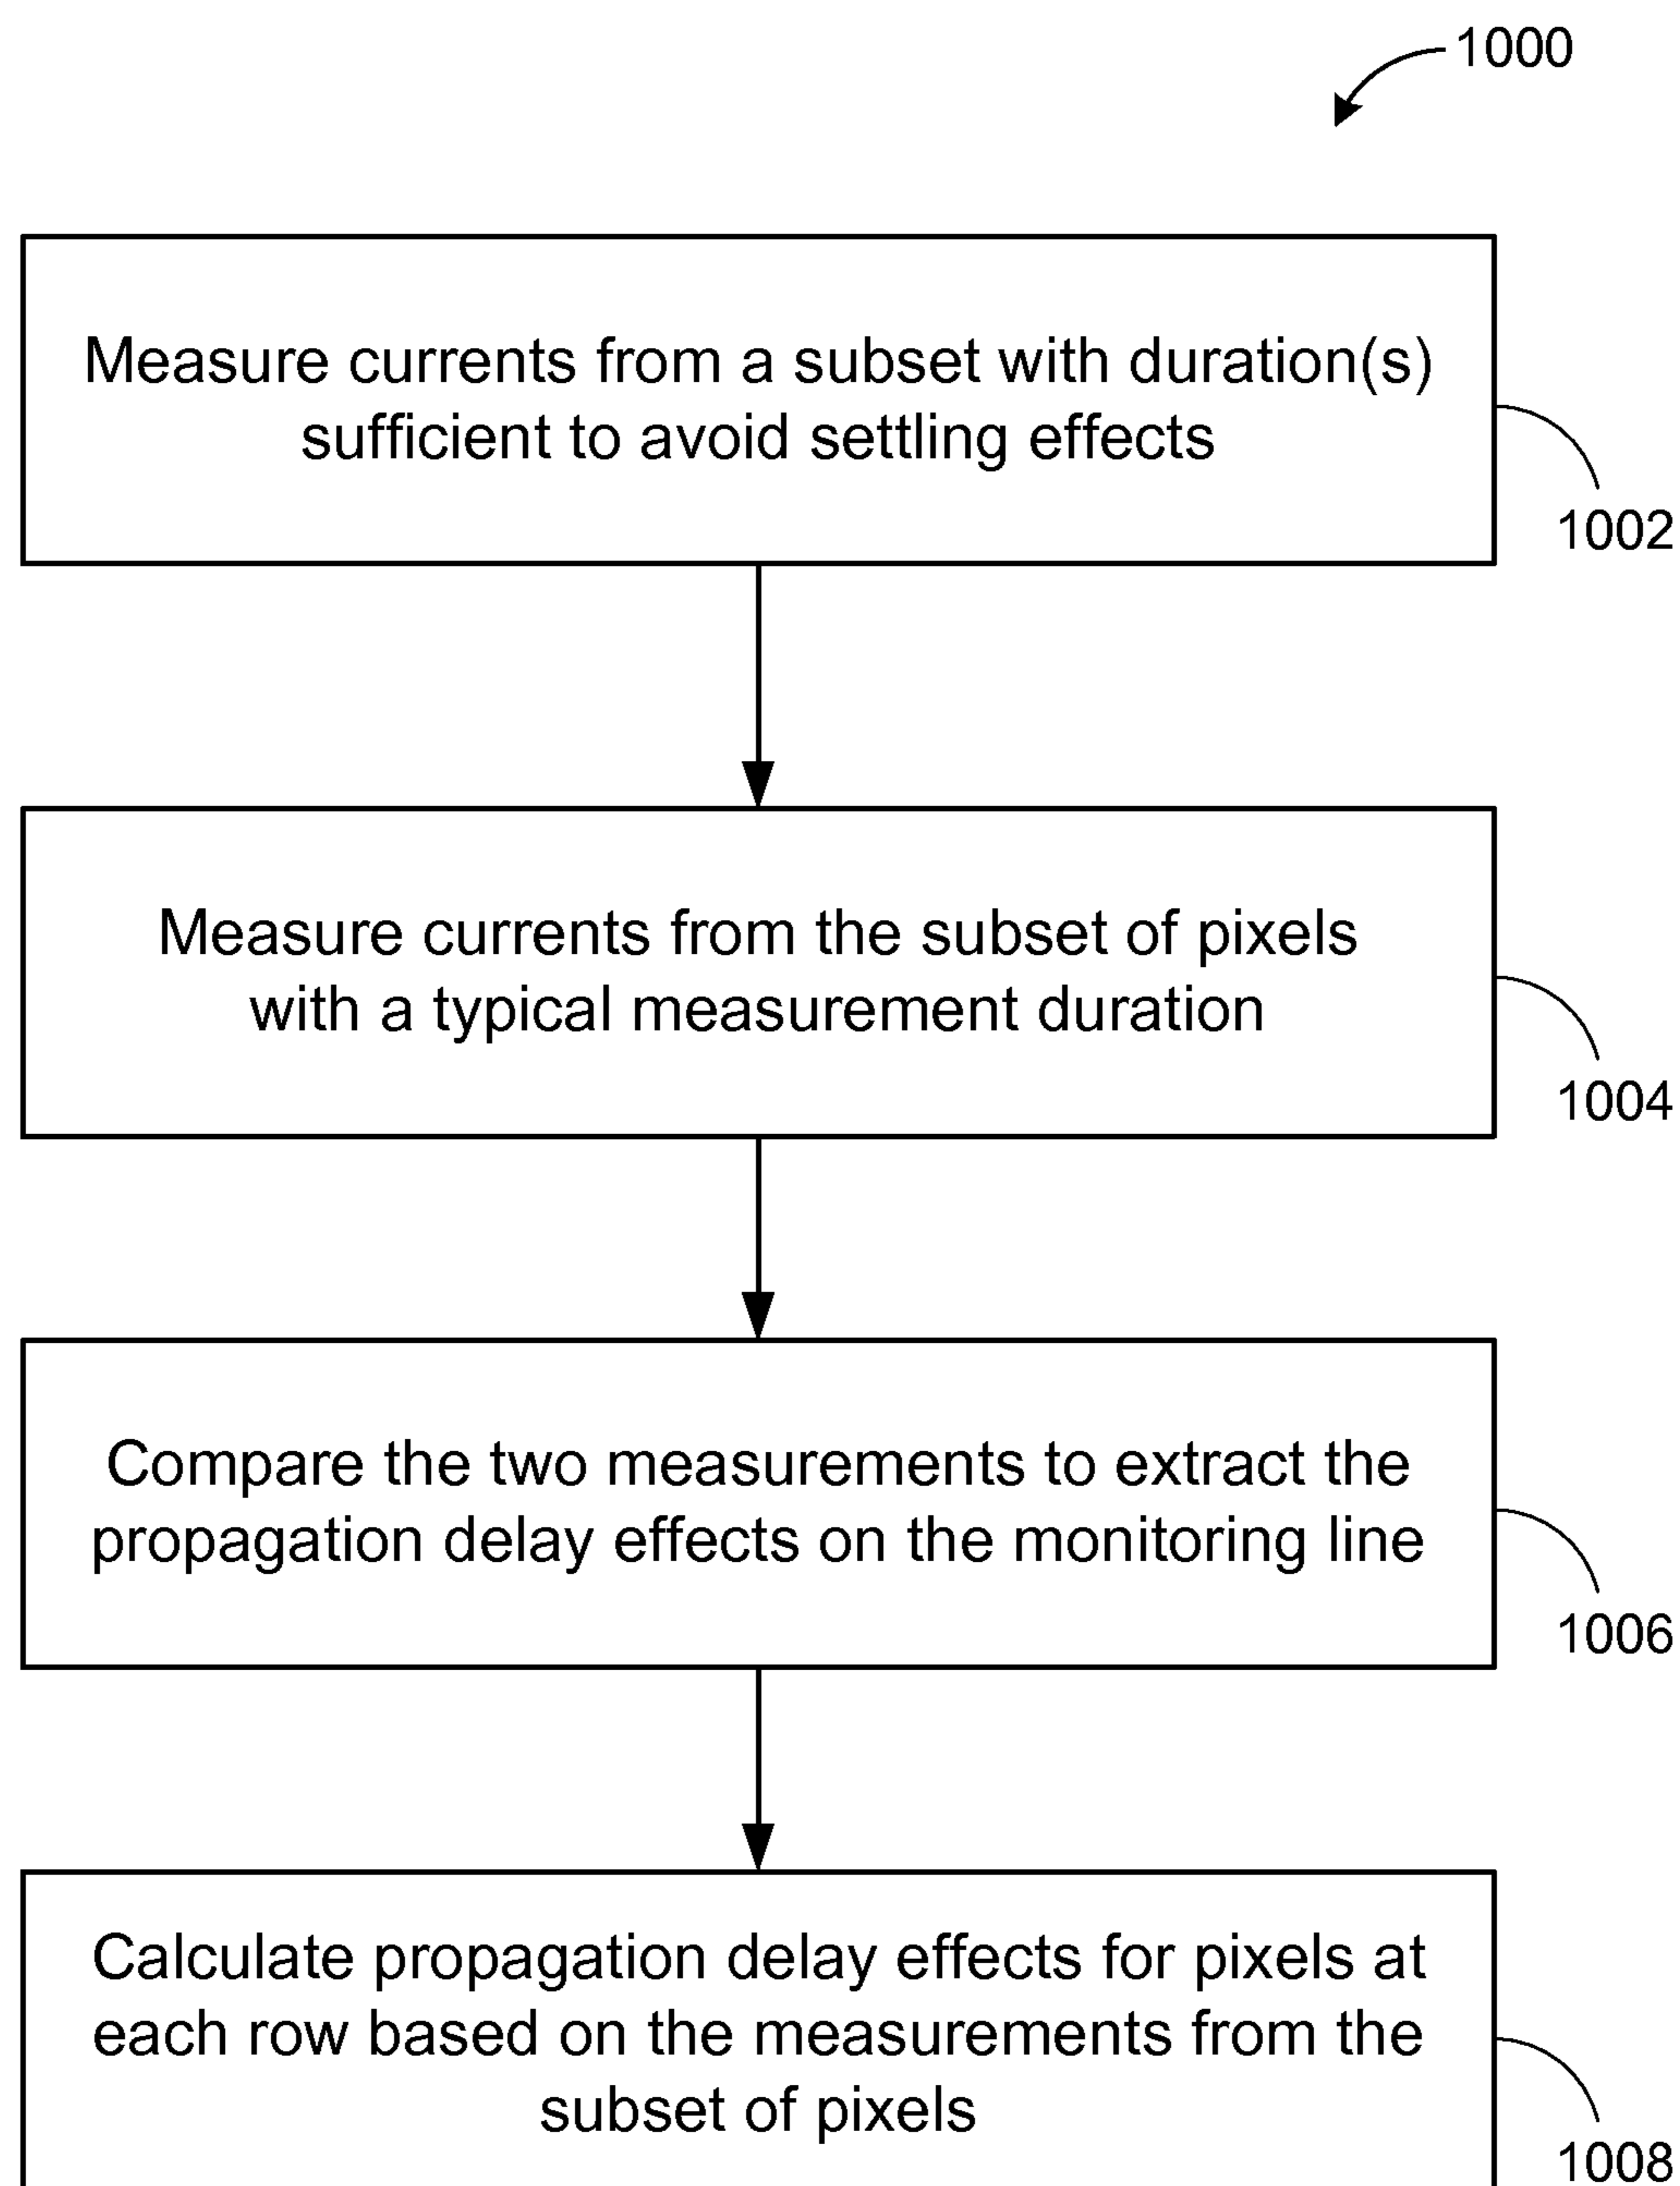 1000
Measure currents from a subset with duration(s)
sufficient to avoid settling effects
1002
Measure currents from the subset of pixels
with a typical measurement duration
1004
Compare the two measurements to extract the
propagation delay effects on the monitoring line
1006
Calculate propagation delay effects for pixels at
each row based on the measurements from the
subset of pixels
1008